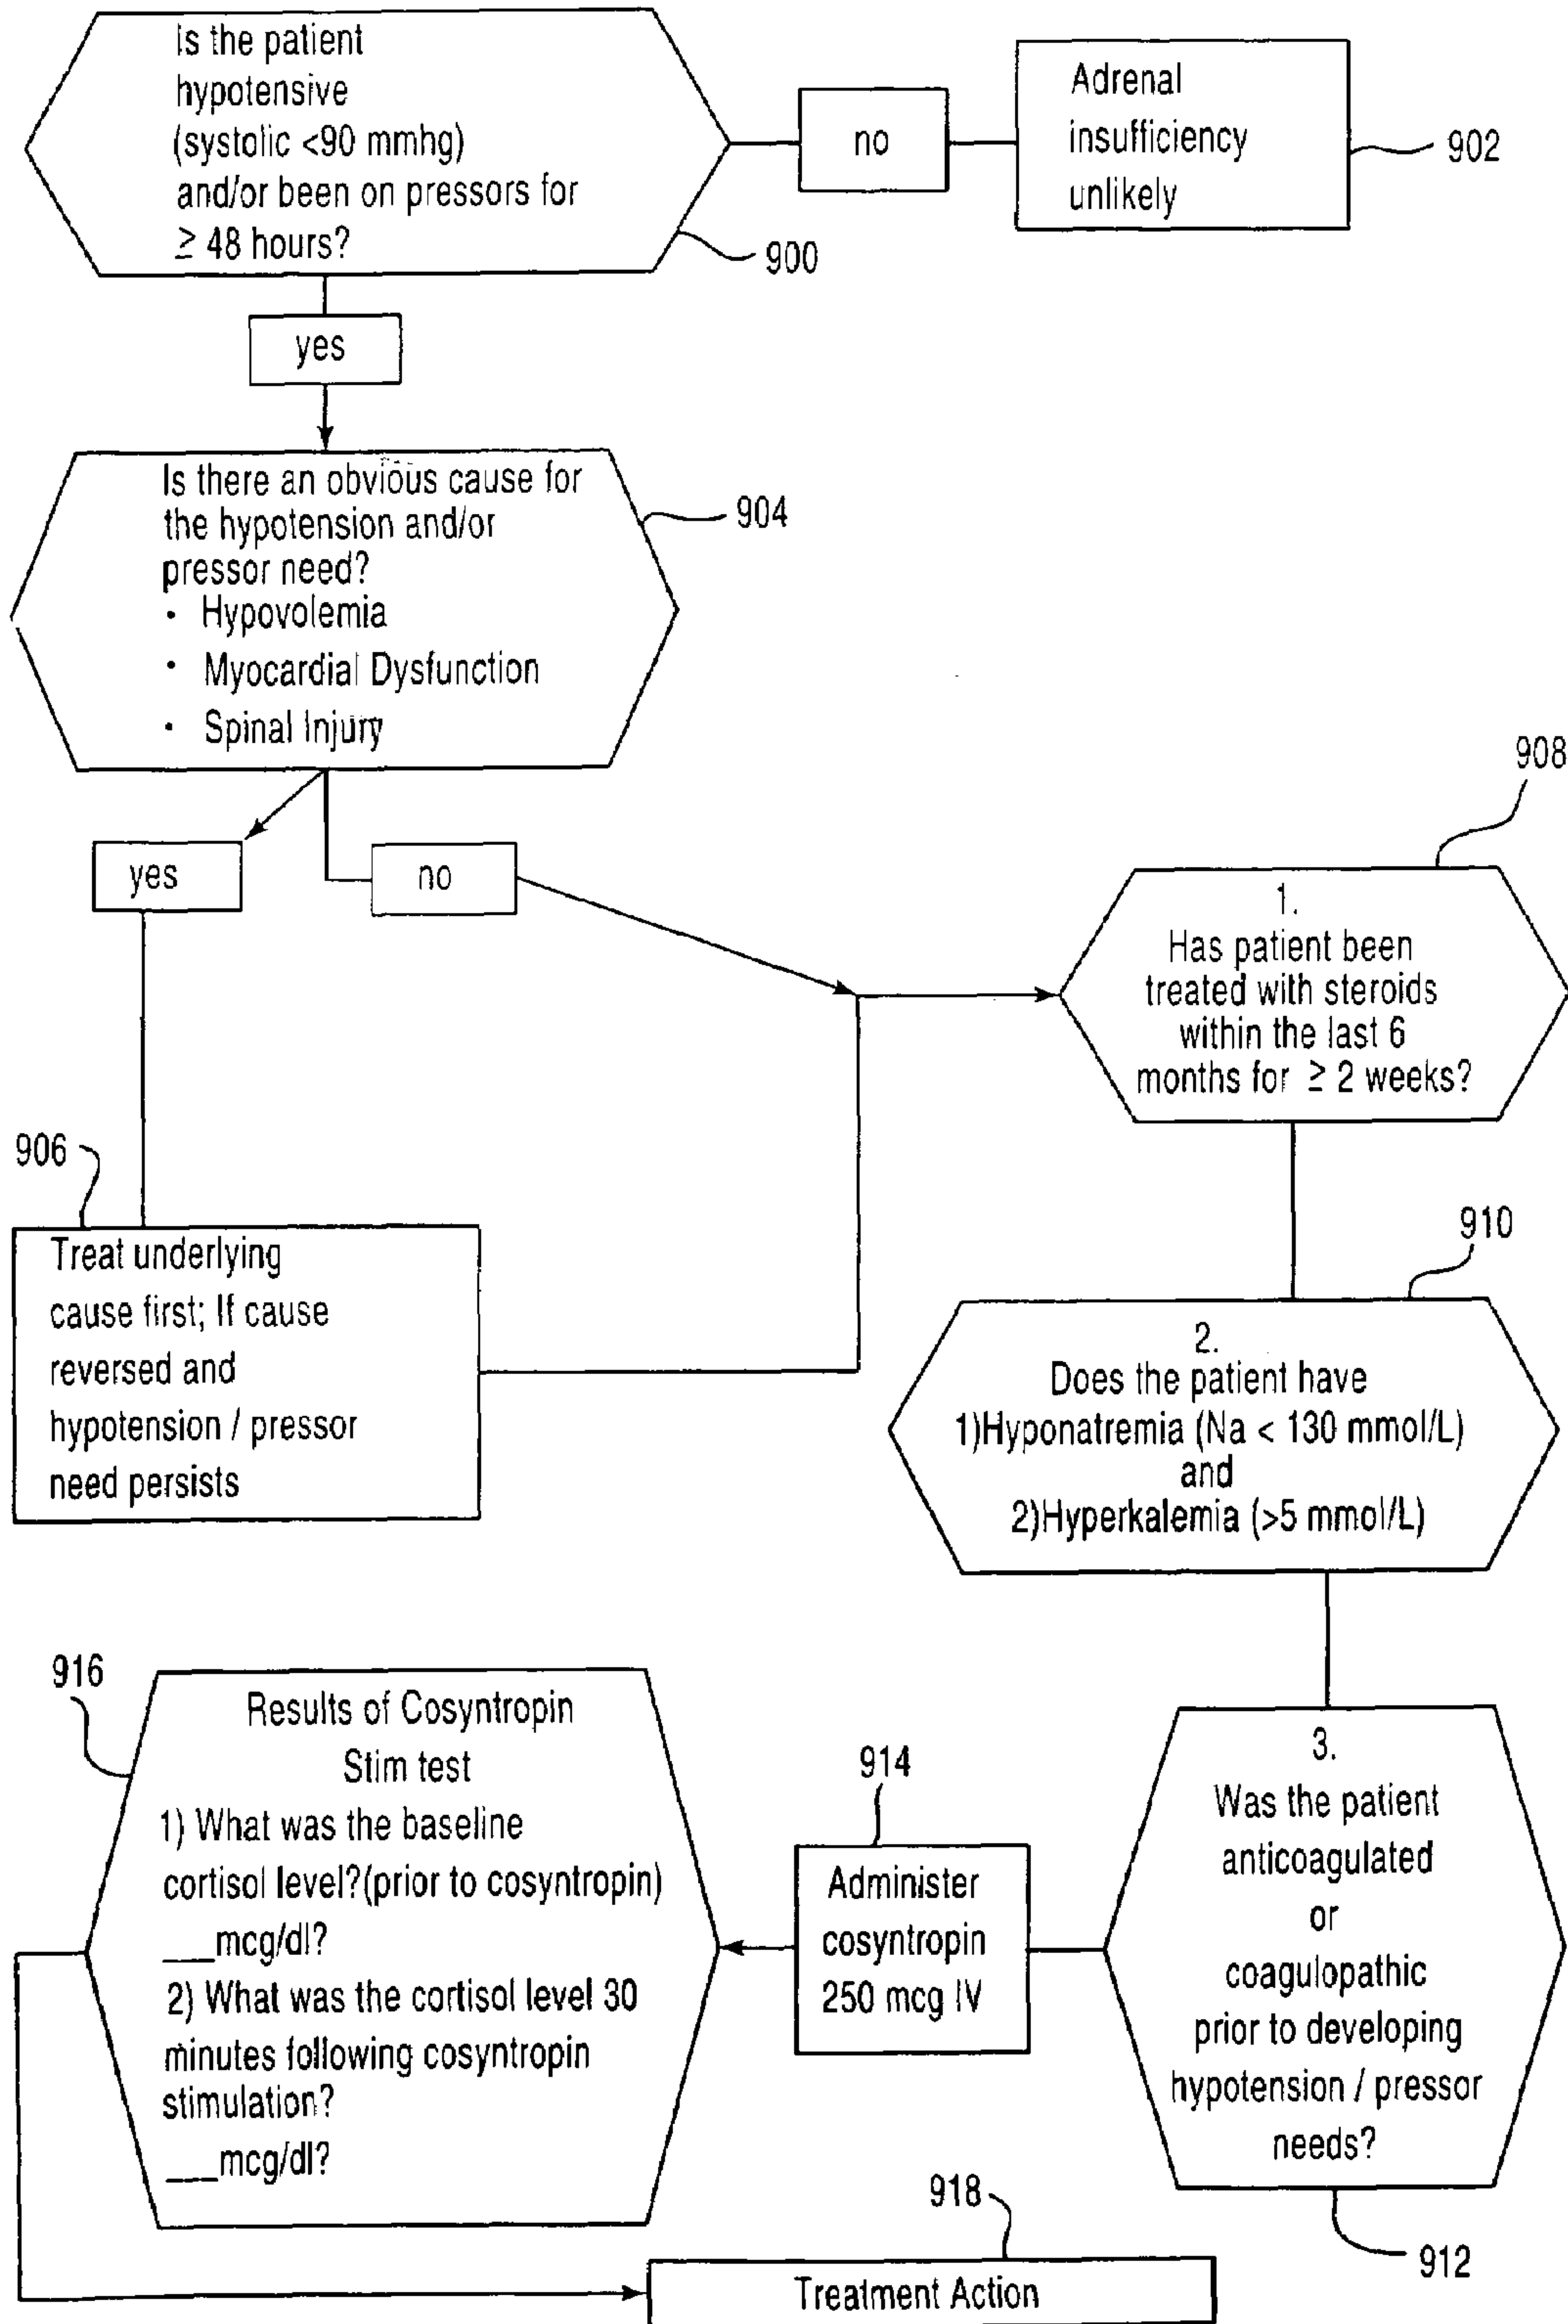 Is the patient
hypotensive
(systolic <90 mmhg)
and/or been on pressors for
≥ 48 hours?
900
no
Adrenal
insufficiency
unlikely
902
yes
Is there an obvious cause for
the hypotension and/or
pressor need?
· Hypovolemia
· Myocardial Dysfunction
· Spinal Injury
904
yes
no
908
1.
Has patient been
treated with steroids
within the last 6
months for ≥ 2 weeks?
906
Treat underlying
cause first; If cause
reversed and
hypotension / pressor
need persists
910
2.
Does the patient have
1)Hyponatremia (Na < 130 mmol/L)
and
2)Hyperkalemia (>5 mmol/L)
3.
Was the patient
anticoagulated
or
coagulopathic
prior to developing
hypotension / pressor
needs?
912
914
Administer
cosyntropin
250 mcg IV
916
Results of Cosyntropin
Stim test
1) What was the baseline
cortisol level?(prior to cosyntropin)
___mcg/dl?
2) What was the cortisol level 30
minutes following cosyntropin
stimulation?
___mcg/dl?
918
Treatment Action